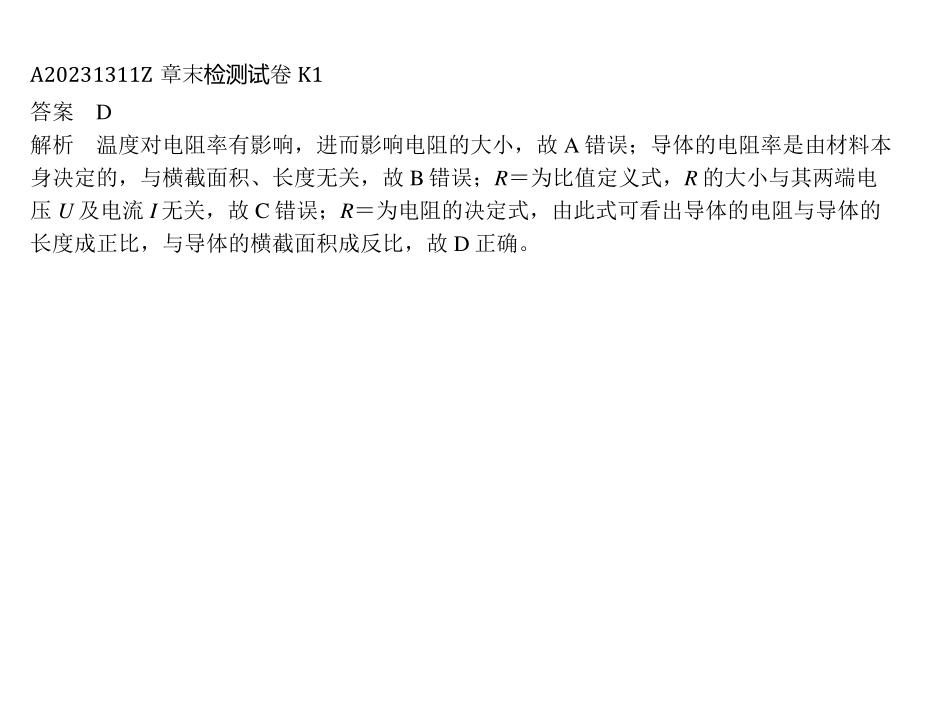 A20231311Z 章末检测试卷 K1
答案　D
解析　温度对电阻率有影响，进而影响电阻的大小，故 A 错误；导体的电阻率是由材料本
身决定的，与横截面积、长度无关，故 B 错误；R＝为比值定义式，R 的大小与其两端电
压 U 及电流 I 无关，故 C 错误；R＝为电阻的决定式，由此式可看出导体的电阻与导体的
长度成正比，与导体的横截面积成反比，故 D 正确。